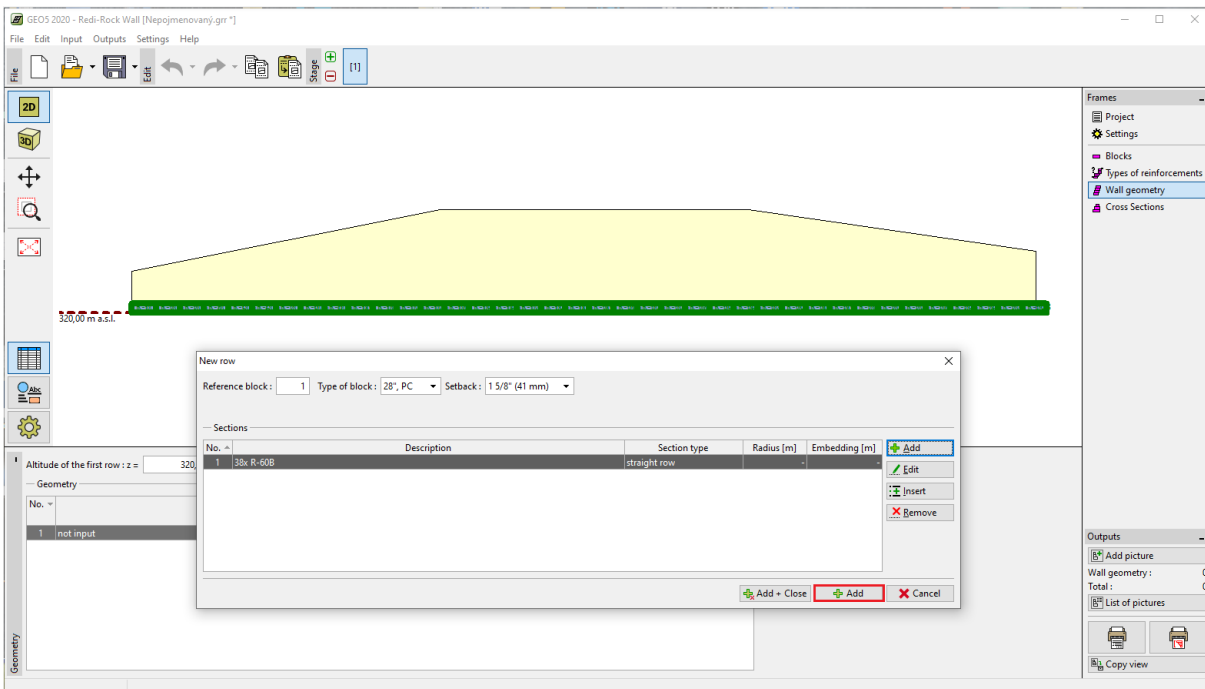 GEO5 2020 - Redi-Rock Wall [Nepojmenovaný.grr *]
File Edit Input Outputs Settings Help
File
Edit
Stage
[1]
2D
3D
320,00 m a.s.l.
Abc
Frames
Project
Settings
Blocks
Types of reinforcements
Wall geometry
Cross Sections
New row
Reference block : 1 Type of block : 28", PC Setback : 1 5/8" (41 mm)
Sections
No. Description Section type Radius [m] Embedding [m]
1 38x R-60B straight row - -
Add
Edit
Insert
Remove
Add + Close Add Cancel
Altitude of the first row : z = 320,
Geometry
No.
1 not input
Geometry
Outputs
Add picture
Wall geometry : 0
Total : 0
List of pictures
Copy view